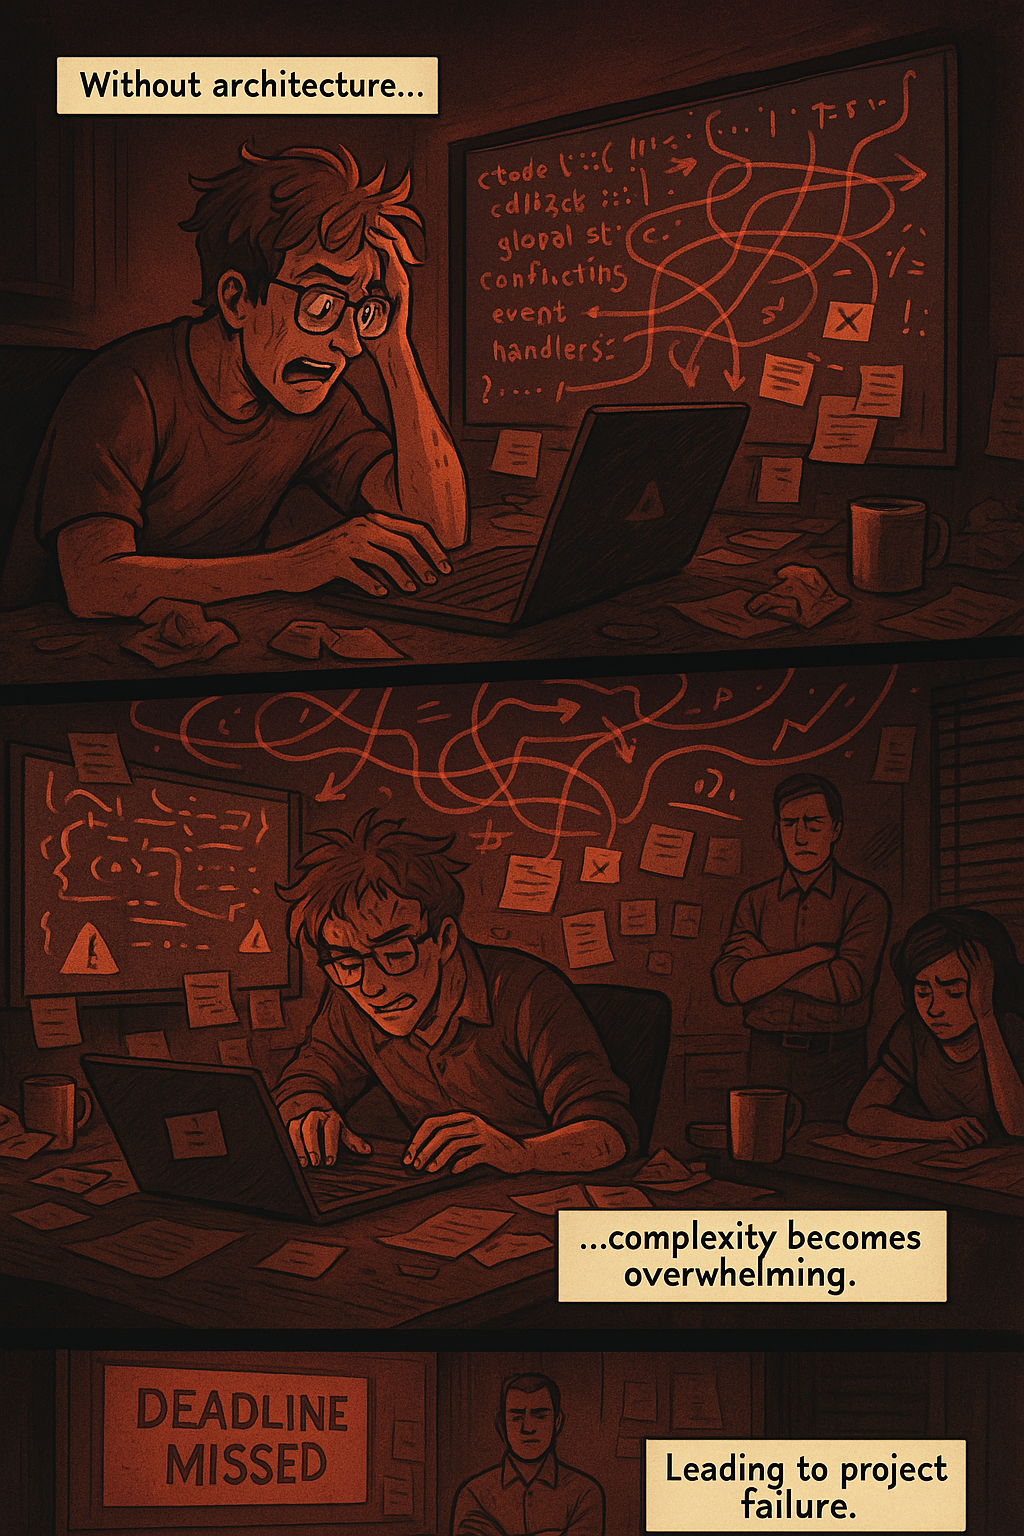 Without architecture...
global st
conflicting
event
handlers:
...complexity becomes
overwhelming.
DEADLINE
MISSED
Leading to project
failure.